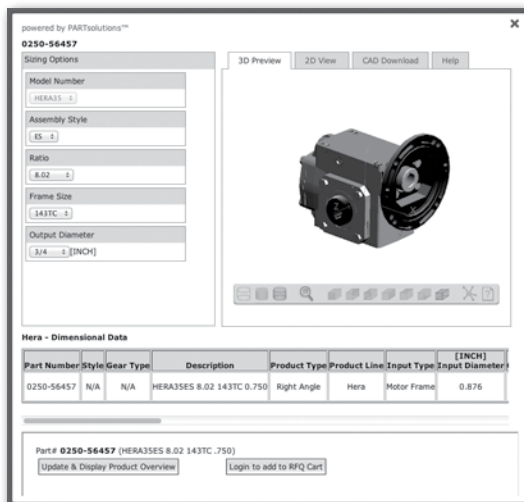 powered by PARTsolutions™
0250-56457
Sizing Options
Model Number
HERA35
Assembly Style
ES
Ratio
8.02
Frame Size
143TC
Output Diameter
3/4 [INCH]
3D Preview 2D View CAD Download Help
Hera - Dimensional Data
Part Number Style Gear Type Description Product Type Product Line Input Type [INCH] Input Diameter
0250-56457 N/A N/A HERA35ES 8.02 143TC 0.750 Right Angle Hera Motor Frame 0.876
Part# 0250-56457 (HERA35ES 8.02 143TC .750)
Update & Display Product Overview Login to add to RFQ Cart